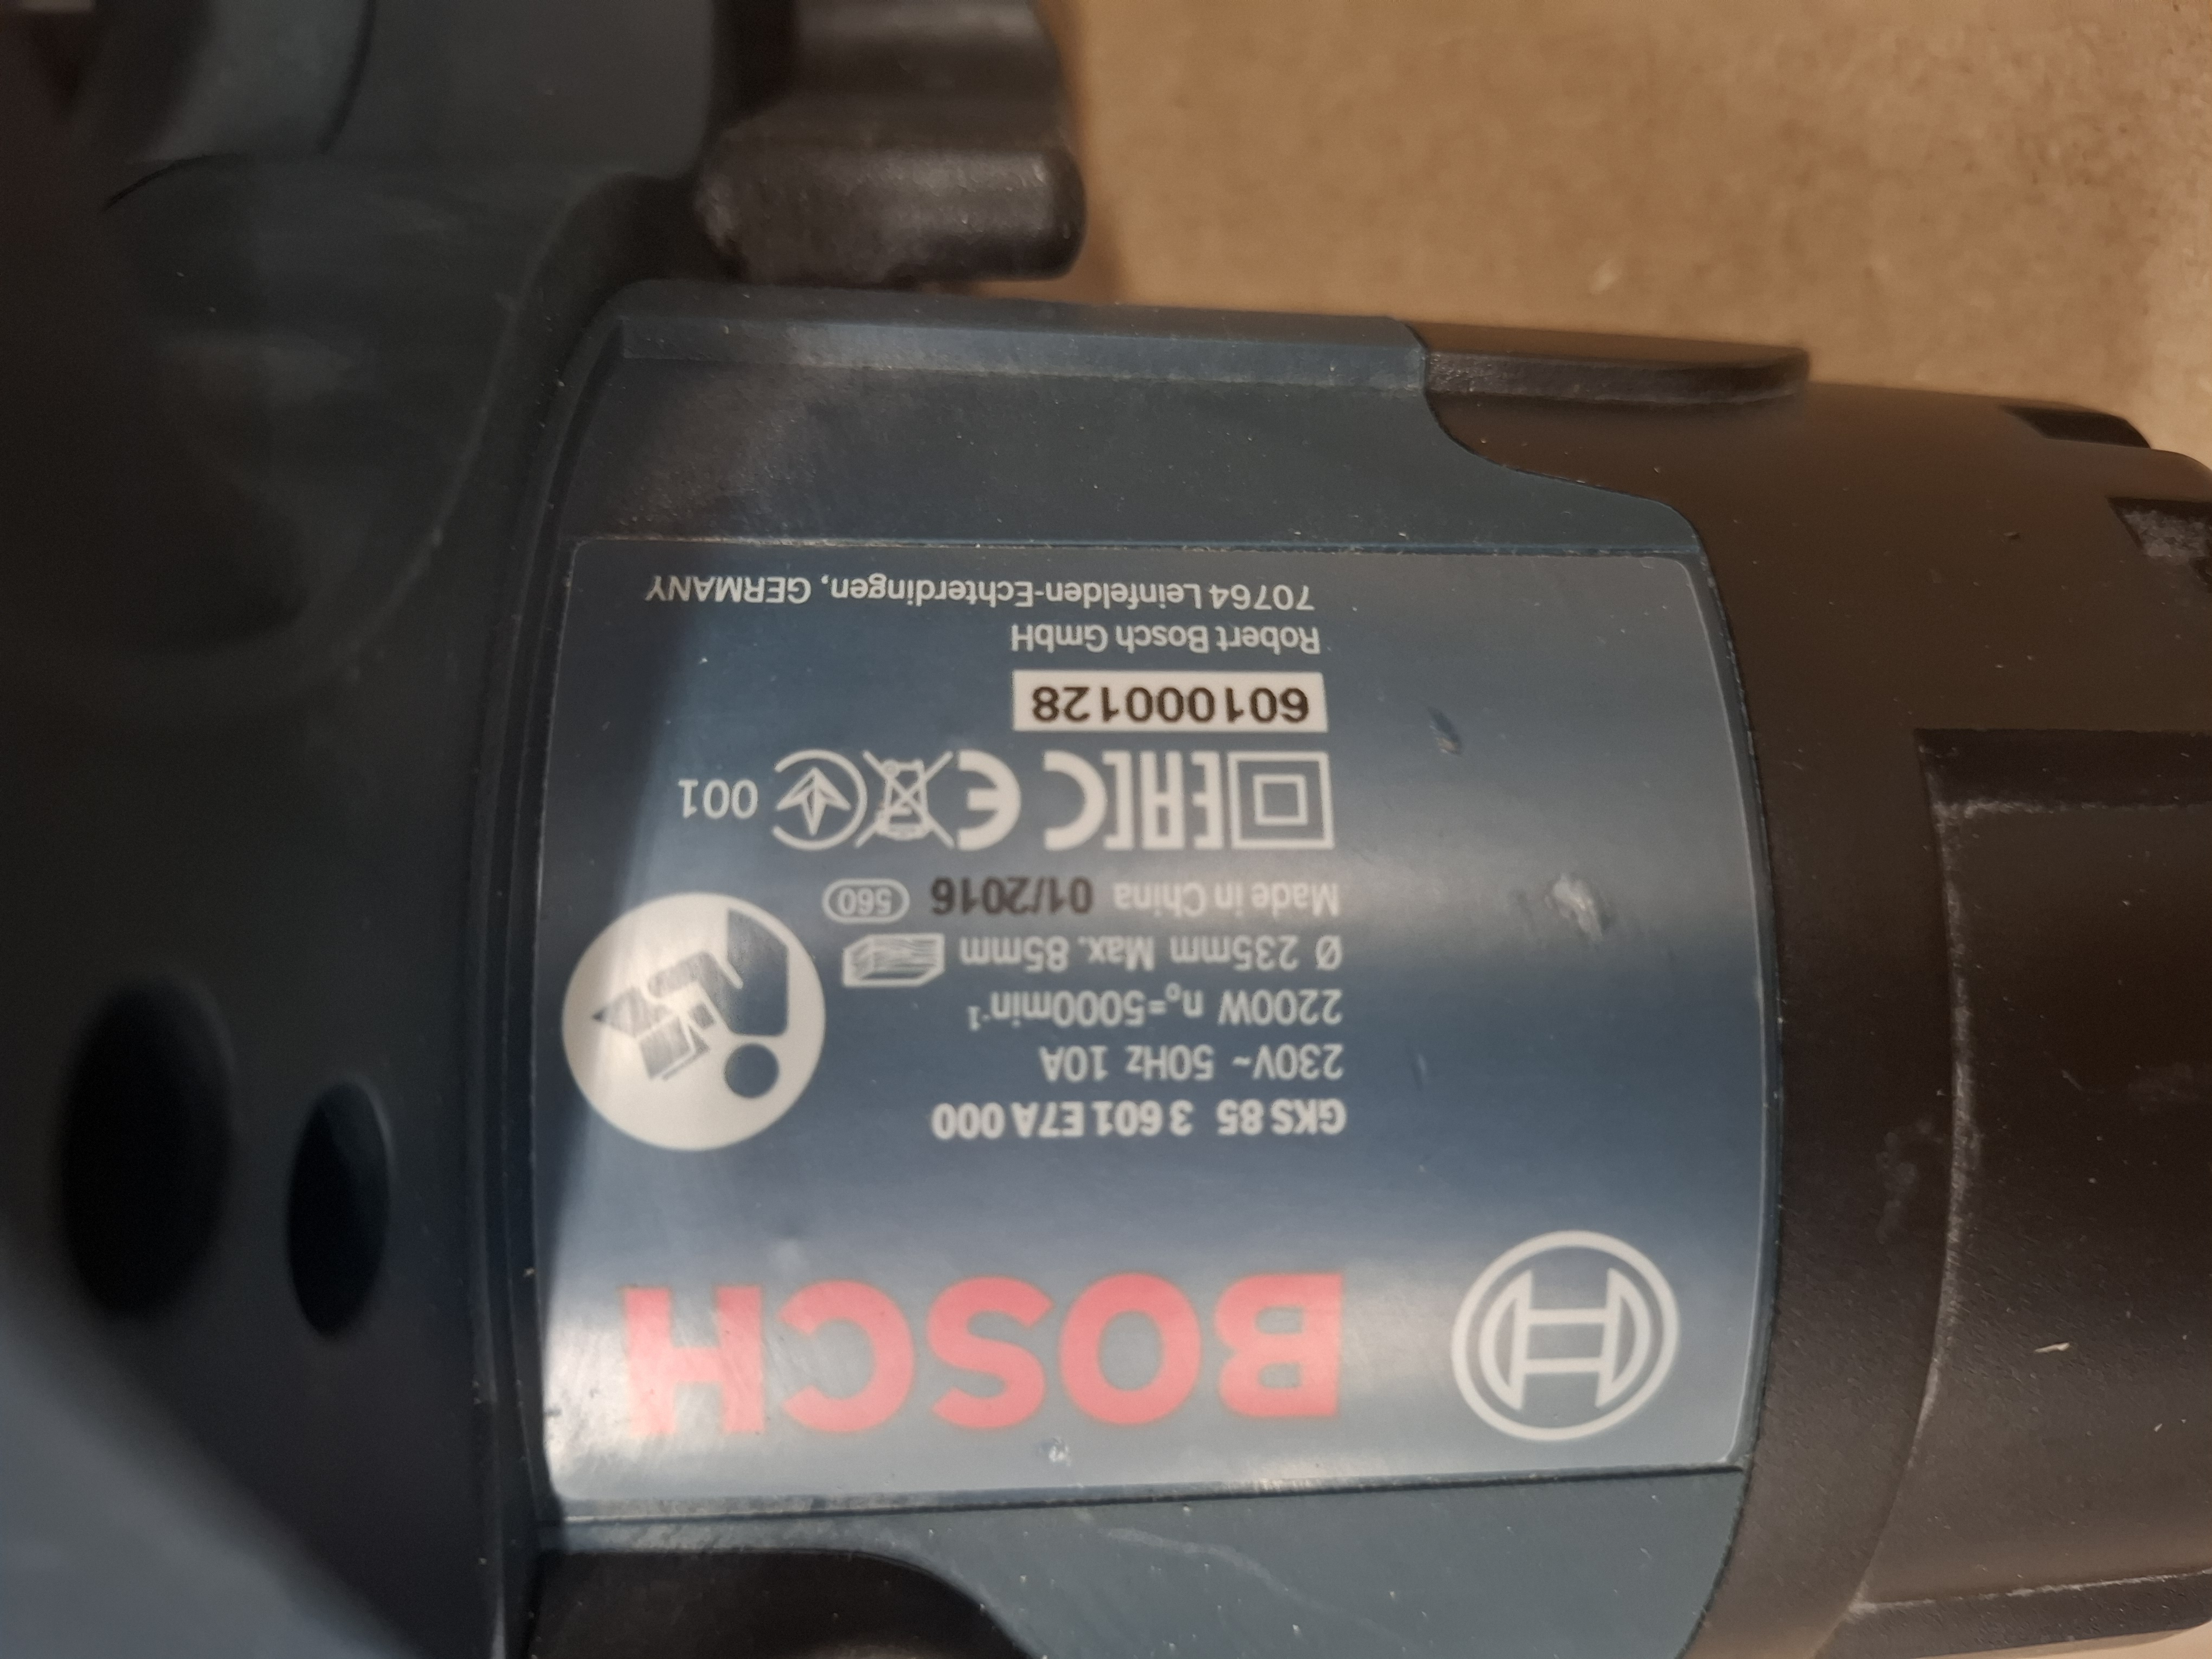 BOSCH
GKS 85 3 601 E7A 000
230V~ 50Hz 10A
2200W n₀=5000min⁻¹
Ø 235mm Max. 85mm
Made in China 01/2016 560
EAC CE 001
601000128
Robert Bosch GmbH
70764 Leinfelden-Echterdingen, GERMANY